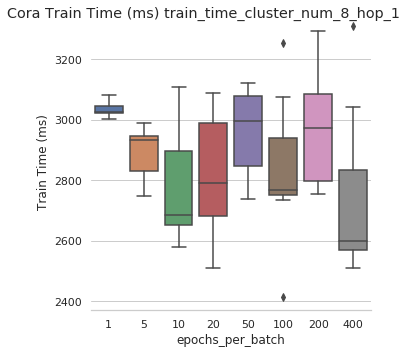 Cora Train Time (ms) train_time_cluster_num_8_hop_1
Train Time (ms)
3200
3000
2800
2600
2400
1 5 10 20 50 100 200 400
epochs_per_batch